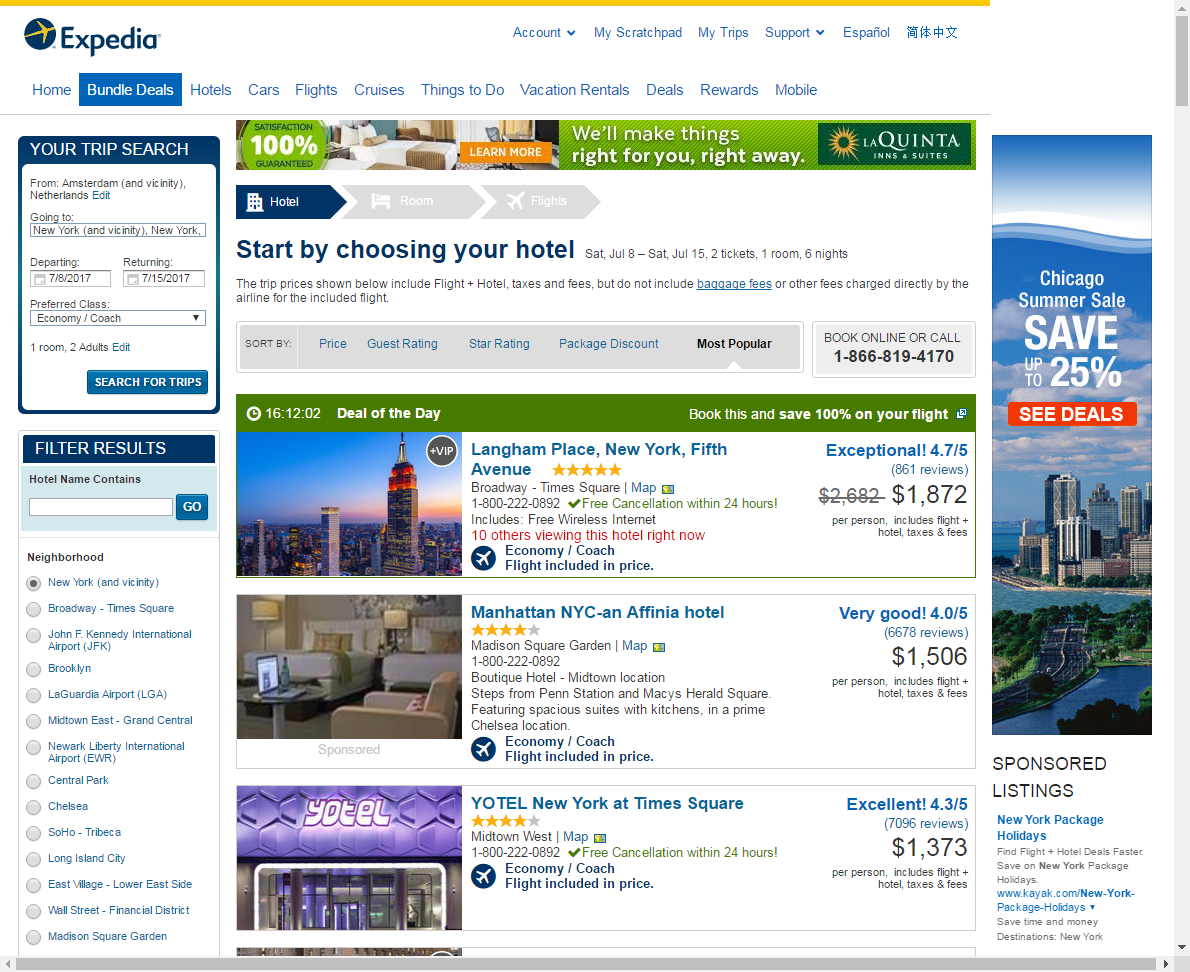 Expedia
Account
My Scratchpad
My Trips
Support
Español
简体中文
Home
Bundle Deals
Hotels
Cars
Flights
Cruises
Things to Do
Vacation Rentals
Deals
Rewards
Mobile
SATISFACTION
100%
GUARANTEED
LEARN MORE
We'll make things
right for you, right away.
LAQUINTA
INNS & SUITES
YOUR TRIP SEARCH
From: Amsterdam (and vicinity),
Netherlands Edit
Going to:
New York (and vicinity), New York,
Departing:
Returning:
7/8/2017
7/15/2017
Preferred Class:
Economy / Coach
1 room, 2 Adults Edit
SEARCH FOR TRIPS
FILTER RESULTS
Hotel Name Contains
GO
Neighborhood
New York (and vicinity)
Broadway - Times Square
John F. Kennedy International
Airport (JFK)
Brooklyn
LaGuardia Airport (LGA)
Midtown East - Grand Central
Newark Liberty International
Airport (EWR)
Central Park
Chelsea
SoHo - Tribeca
Long Island City
East Village - Lower East Side
Wall Street - Financial District
Madison Square Garden
Hotel
Room
Flights
Start by choosing your hotel Sat, Jul 8 – Sat, Jul 15, 2 tickets, 1 room, 6 nights
The trip prices shown below include Flight + Hotel, taxes and fees, but do not include baggage fees or other fees charged directly by the
airline for the included flight.
SORT BY:
Price
Guest Rating
Star Rating
Package Discount
Most Popular
BOOK ONLINE OR CALL
1-866-819-4170
16:12:02 Deal of the Day
Book this and save 100% on your flight
+VIP
Langham Place, New York, Fifth
Avenue
Broadway - Times Square | Map
1-800-222-0892 Free Cancellation within 24 hours!
Includes: Free Wireless Internet
10 others viewing this hotel right now
Economy / Coach
Flight included in price.
Exceptional! 4.7/5
(861 reviews)
$2,682 $1,872
per person, includes flight +
hotel, taxes & fees
Sponsored
Manhattan NYC-an Affinia hotel
Madison Square Garden | Map
1-800-222-0892
Boutique Hotel - Midtown location
Steps from Penn Station and Macys Herald Square.
Featuring spacious suites with kitchens, in a prime
Chelsea location.
Economy / Coach
Flight included in price.
Very good! 4.0/5
(6678 reviews)
$1,506
per person, includes flight +
hotel, taxes & fees
YOTEL
YOTEL New York at Times Square
Midtown West | Map
1-800-222-0892 Free Cancellation within 24 hours!
Economy / Coach
Flight included in price.
Excellent! 4.3/5
(7096 reviews)
$1,373
per person, includes flight +
hotel, taxes & fees
Chicago
Summer Sale
SAVE
UP TO 25%
SEE DEALS
SPONSORED
LISTINGS
New York Package
Holidays
Find Flight + Hotel Deals Faster.
Save on New York Package
Holidays.
www.kayak.com/New-York-
Package-Holidays
Save time and money
Destinations: New York